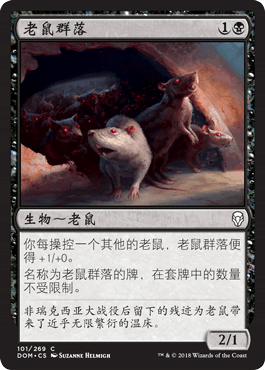 老鼠群落 1
生物～老鼠
你每操控一个其他的老鼠，老鼠群落便
得 +1/+0。
名称为老鼠群落的牌，在套牌中的数量
不受限制。
非瑞克西亚大战役后留下的残迹为老鼠带
来了近乎无限繁衍的温床。
2/1
101/269 C
DOM • CS SUZANNE HELMIGH
™ & © 2018 Wizards of the Coast